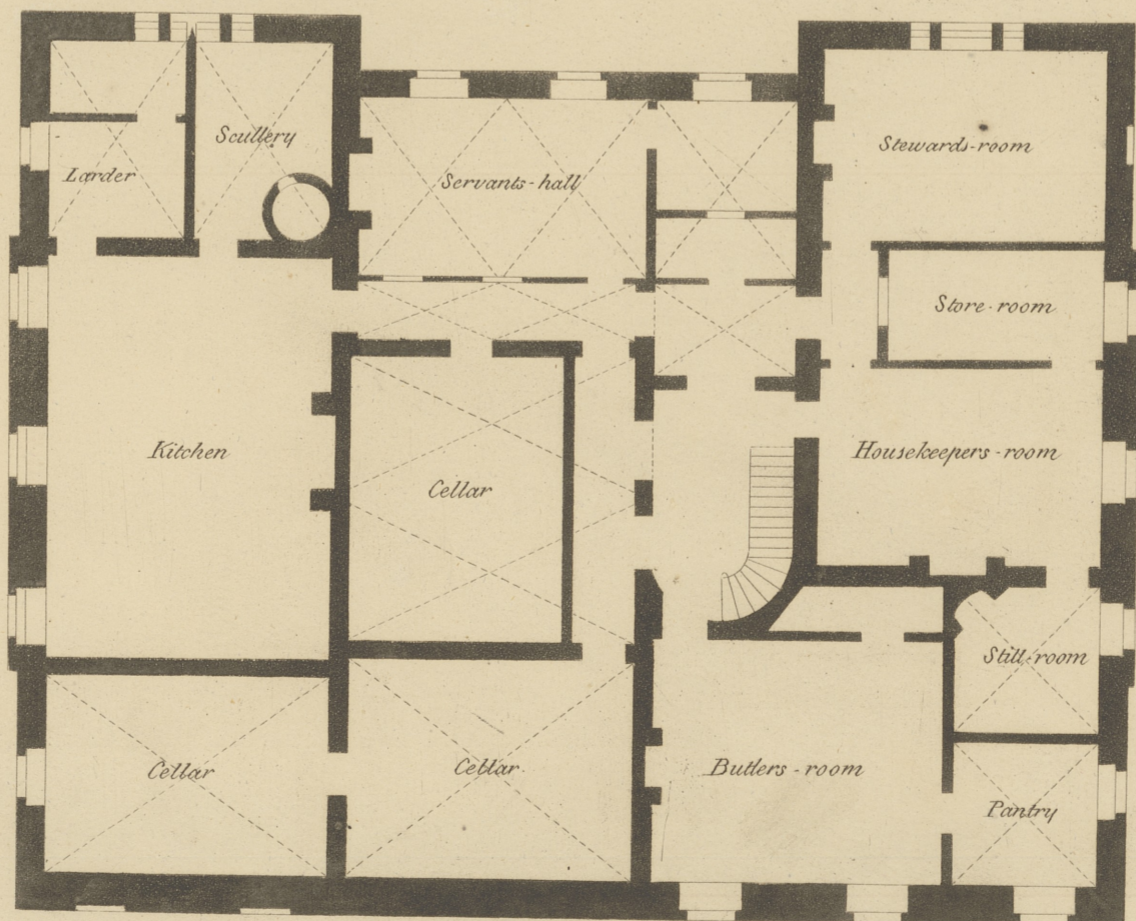 Scullery
Larder
Servants-hall
Stewards-room
Store-room
Kitchen
Cellar
Housekeepers-room
Still-room
Cellar
Cellar
Butlers-room
Pantry